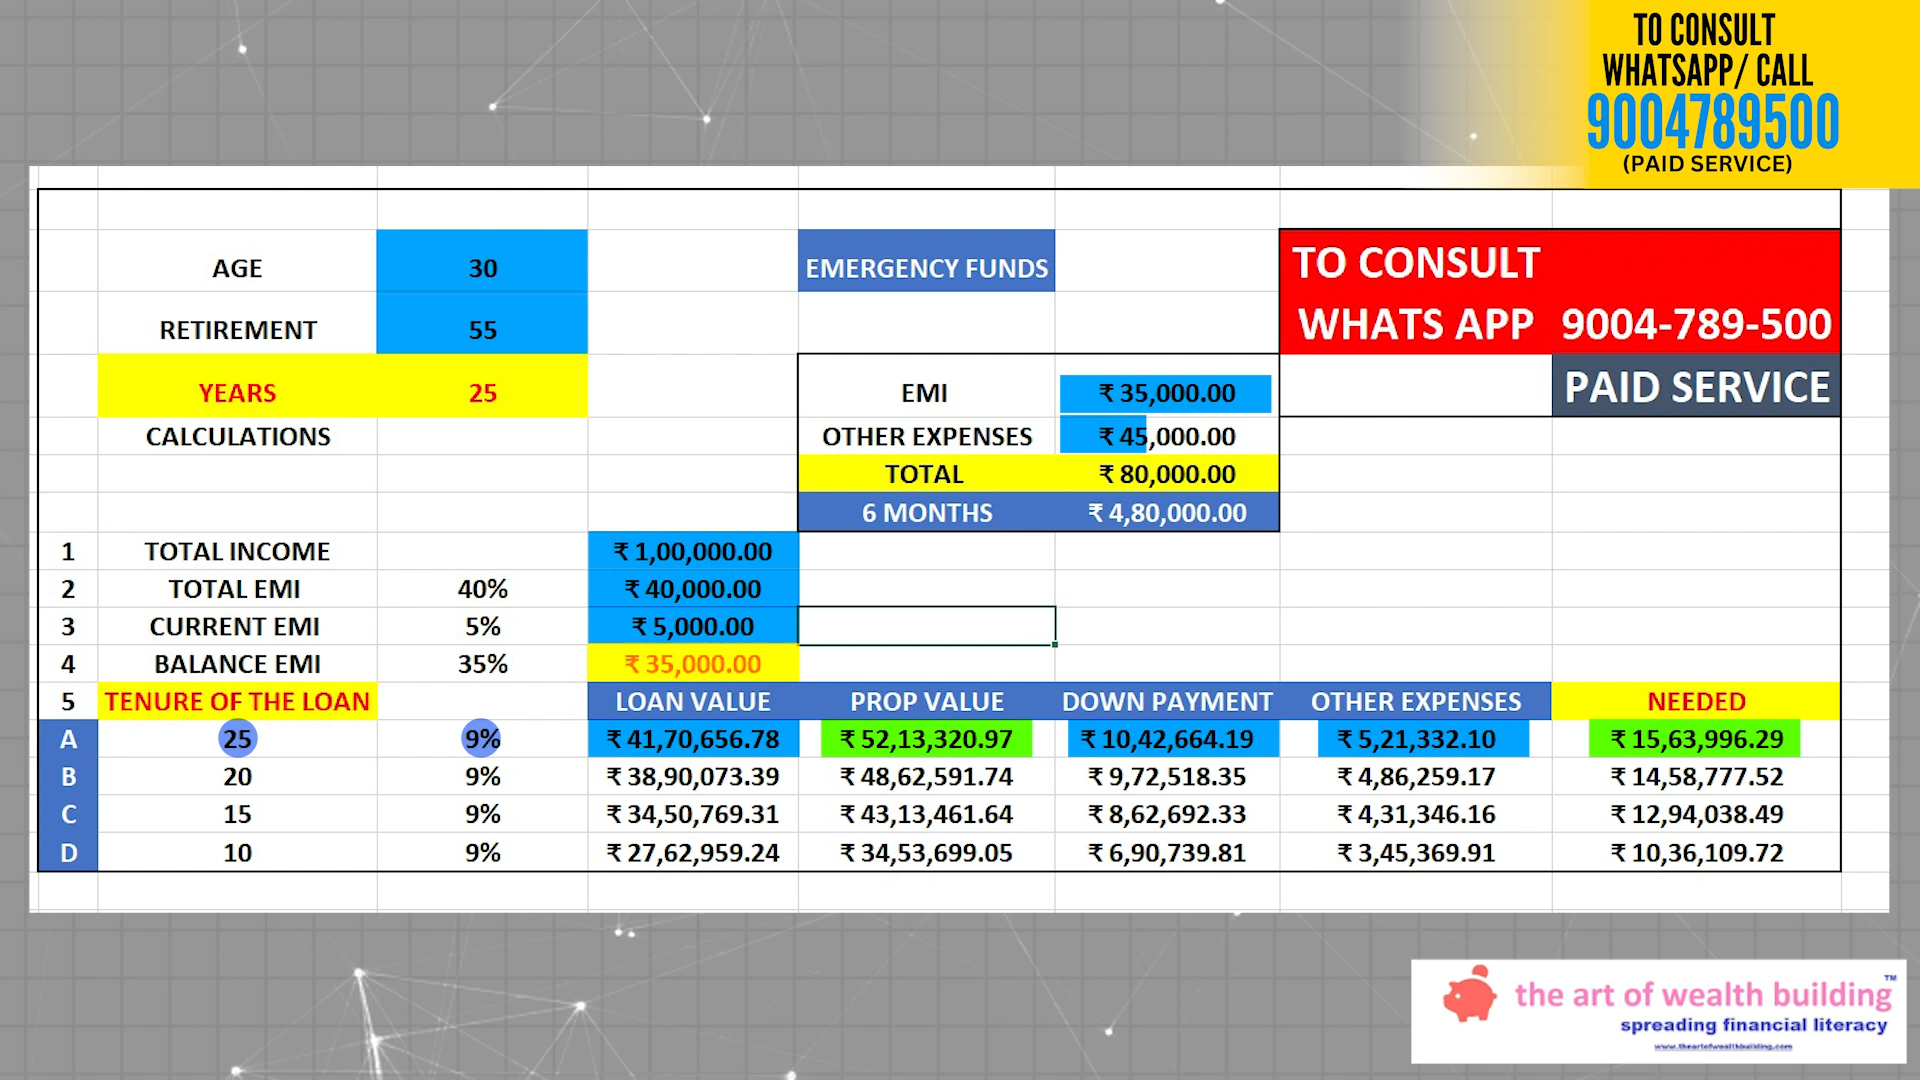 TO CONSULT
WHATSAPP/ CALL
9004789500
(PAID SERVICE)
AGE 30 EMERGENCY FUNDS TO CONSULT
RETIREMENT 55 WHATS APP 9004-789-500
YEARS 25 EMI ₹ 35,000.00 PAID SERVICE
CALCULATIONS OTHER EXPENSES ₹ 45,000.00
TOTAL ₹ 80,000.00
6 MONTHS ₹ 4,80,000.00
1 TOTAL INCOME ₹ 1,00,000.00
2 TOTAL EMI 40% ₹ 40,000.00
3 CURRENT EMI 5% ₹ 5,000.00
4 BALANCE EMI 35% ₹ 35,000.00
5 TENURE OF THE LOAN LOAN VALUE PROP VALUE DOWN PAYMENT OTHER EXPENSES NEEDED
A 25 9% ₹ 41,70,656.78 ₹ 52,13,320.97 ₹ 10,42,664.19 ₹ 5,21,332.10 ₹ 15,63,996.29
B 20 9% ₹ 38,90,073.39 ₹ 48,62,591.74 ₹ 9,72,518.35 ₹ 4,86,259.17 ₹ 14,58,777.52
C 15 9% ₹ 34,50,769.31 ₹ 43,13,461.64 ₹ 8,62,692.33 ₹ 4,31,346.16 ₹ 12,94,038.49
D 10 9% ₹ 27,62,959.24 ₹ 34,53,699.05 ₹ 6,90,739.81 ₹ 3,45,369.91 ₹ 10,36,109.72
the art of wealth building™
spreading financial literacy
www.theartofwealthbuilding.com